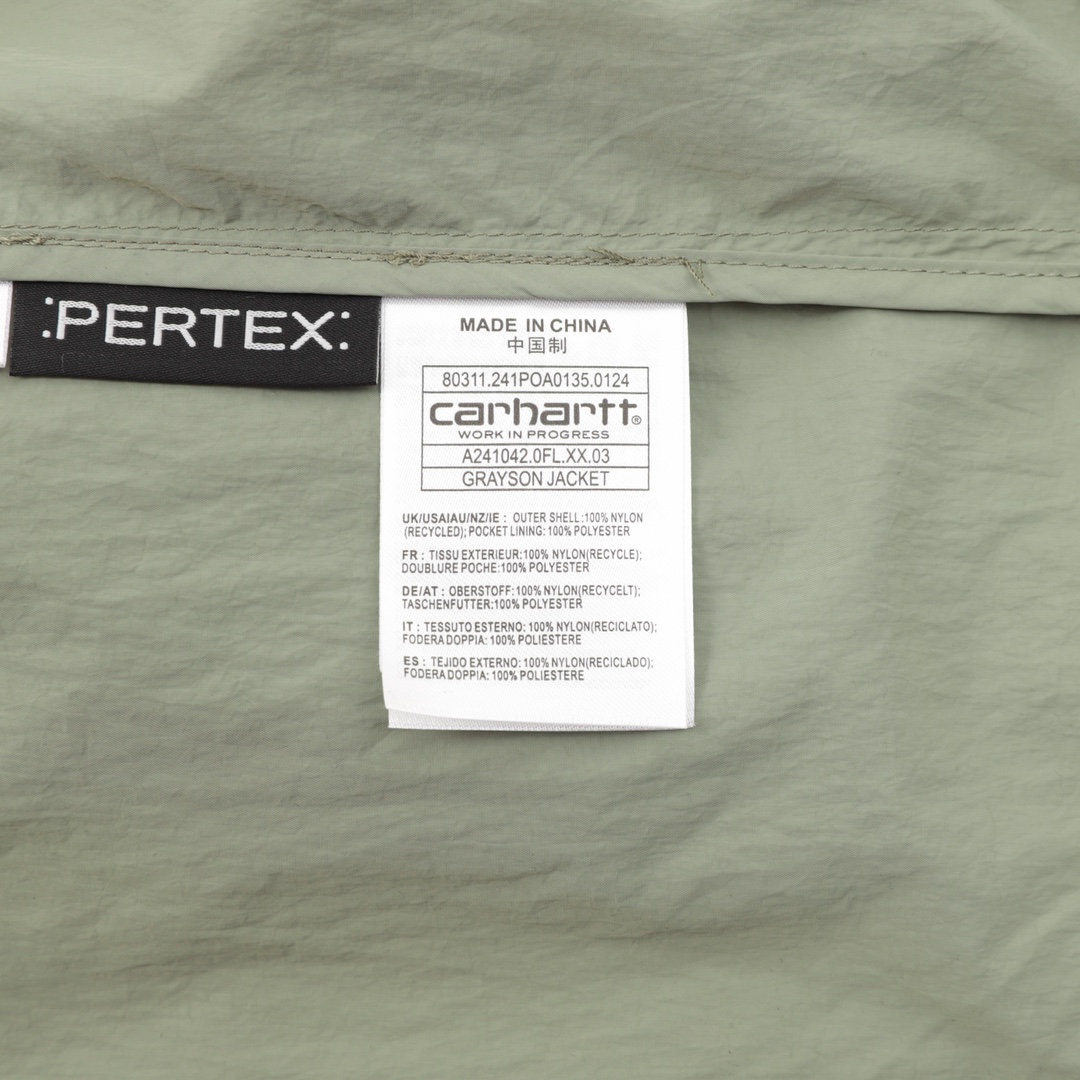 :PERTEX:
MADE IN CHINA
中国制
80311.241POA0135.0124
carhartt®
WORK IN PROGRESS
A241042.0FL.XX.03
GRAYSON JACKET
UK/USAIAU/NZ/IE : OUTER SHELL :100% NYLON
(RECYCLED); POCKET LINING: 100% POLYESTER
FR : TISSU EXTERIEUR:100% NYLON(RECYCLE);
DOUBLURE POCHE:100% POLYESTER
DE/AT : OBERSTOFF:100% NYLON(RECYCELT);
TASCHENFUTTER:100% POLYESTER
IT : TESSUTO ESTERNO: 100% NYLON(RECICLATO);
FODERA DOPPIA: 100% POLIESTERE
ES : TEJIDO EXTERNO: 100% NYLON(RECICLADO);
FODERA DOPPIA: 100% POLIESTERE